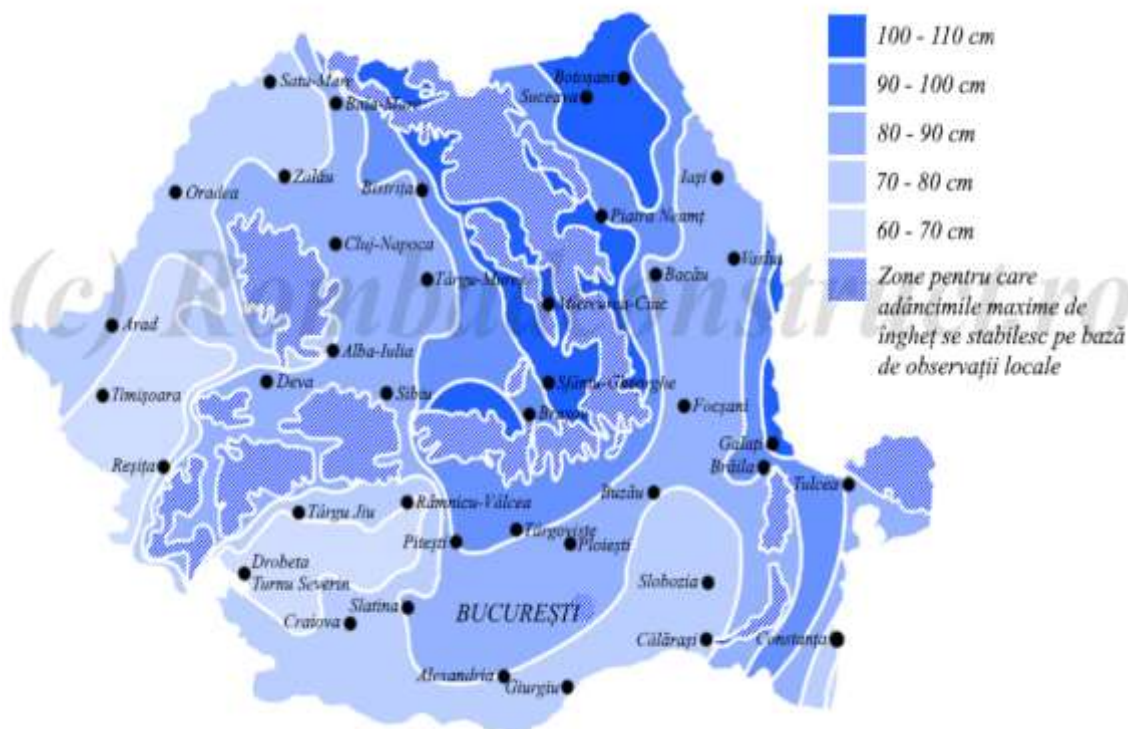 100 - 110 cm
90 - 100 cm
80 - 90 cm
70 - 80 cm
60 - 70 cm
Zone pentru care
adâncimile maxime de
îngheț se stabilesc pe bază
de observații locale
Satu-Mare
Baia-Mare
Botoșani
Suceava
Oradea
Zalău
Bistrița
Iași
Piatra Neamț
Cluj-Napoca
Târgu-Mureș
Bacău
Vaslui
Miercurea-Ciuc
Arad
Alba-Iulia
Timișoara
Deva
Sibiu
Sfântu-Gheorghe
Brașov
Focșani
Galați
Reșița
Brăila
Tulcea
Târgu Jiu
Râmnicu-Vâlcea
Buzău
Pitești
Târgoviște
Ploiești
Drobeta
Turnu Severin
Slobozia
Craiova
Slatina
BUCUREȘTI
Călărași
Constanța
Alexandria
Giurgiu